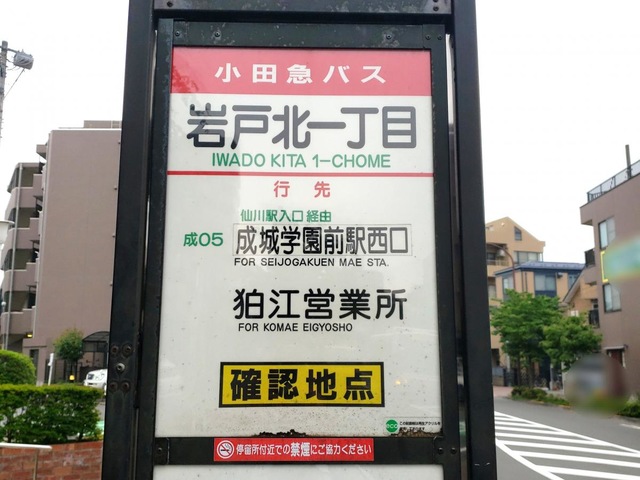 小田急バス
岩戸北一丁目
IWADO KITA 1-CHOME
行先
仙川駅入口 経由
成05 成城学園前駅西口
FOR SEIJOGAKUEN MAE STA.
狛江営業所
FOR KOMAE EIGYOSHO
確認地点
停留所付近での禁煙にご協力ください